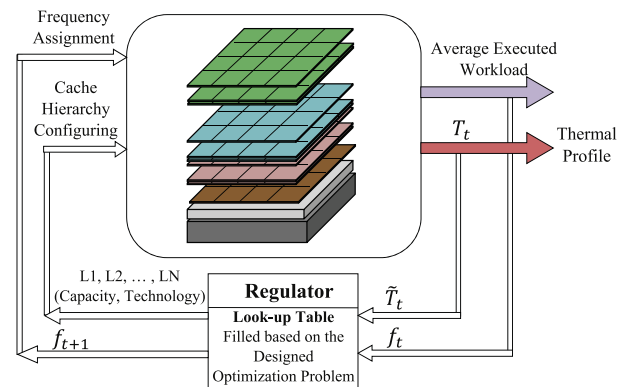 Frequency
Assignment
Cache
Hierarchy
Configuring
Average Executed
Workload
T_t
Thermal
Profile
L1, L2, … , LN
(Capacity, Technology)
f_{t+1}
Regulator
Look-up Table
Filled based on the
Designed
Optimization Problem
T̃_t
f_t